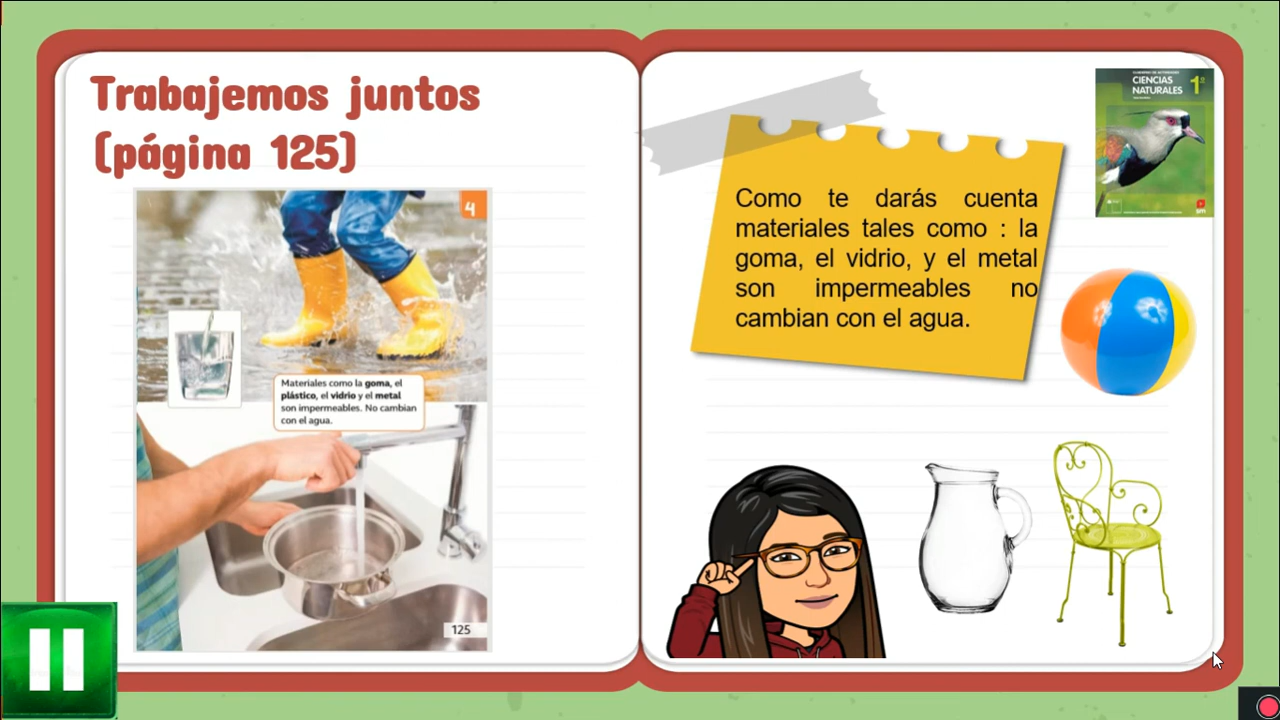 Trabajemos juntos
(página 125)
4
Materiales como la goma, el
plástico, el vidrio y el metal
son impermeables. No cambian
con el agua.
125
Como te darás cuenta
materiales tales como : la
goma, el vidrio, y el metal
son impermeables no
cambian con el agua.
CIENCIAS
NATURALES 1°
sm